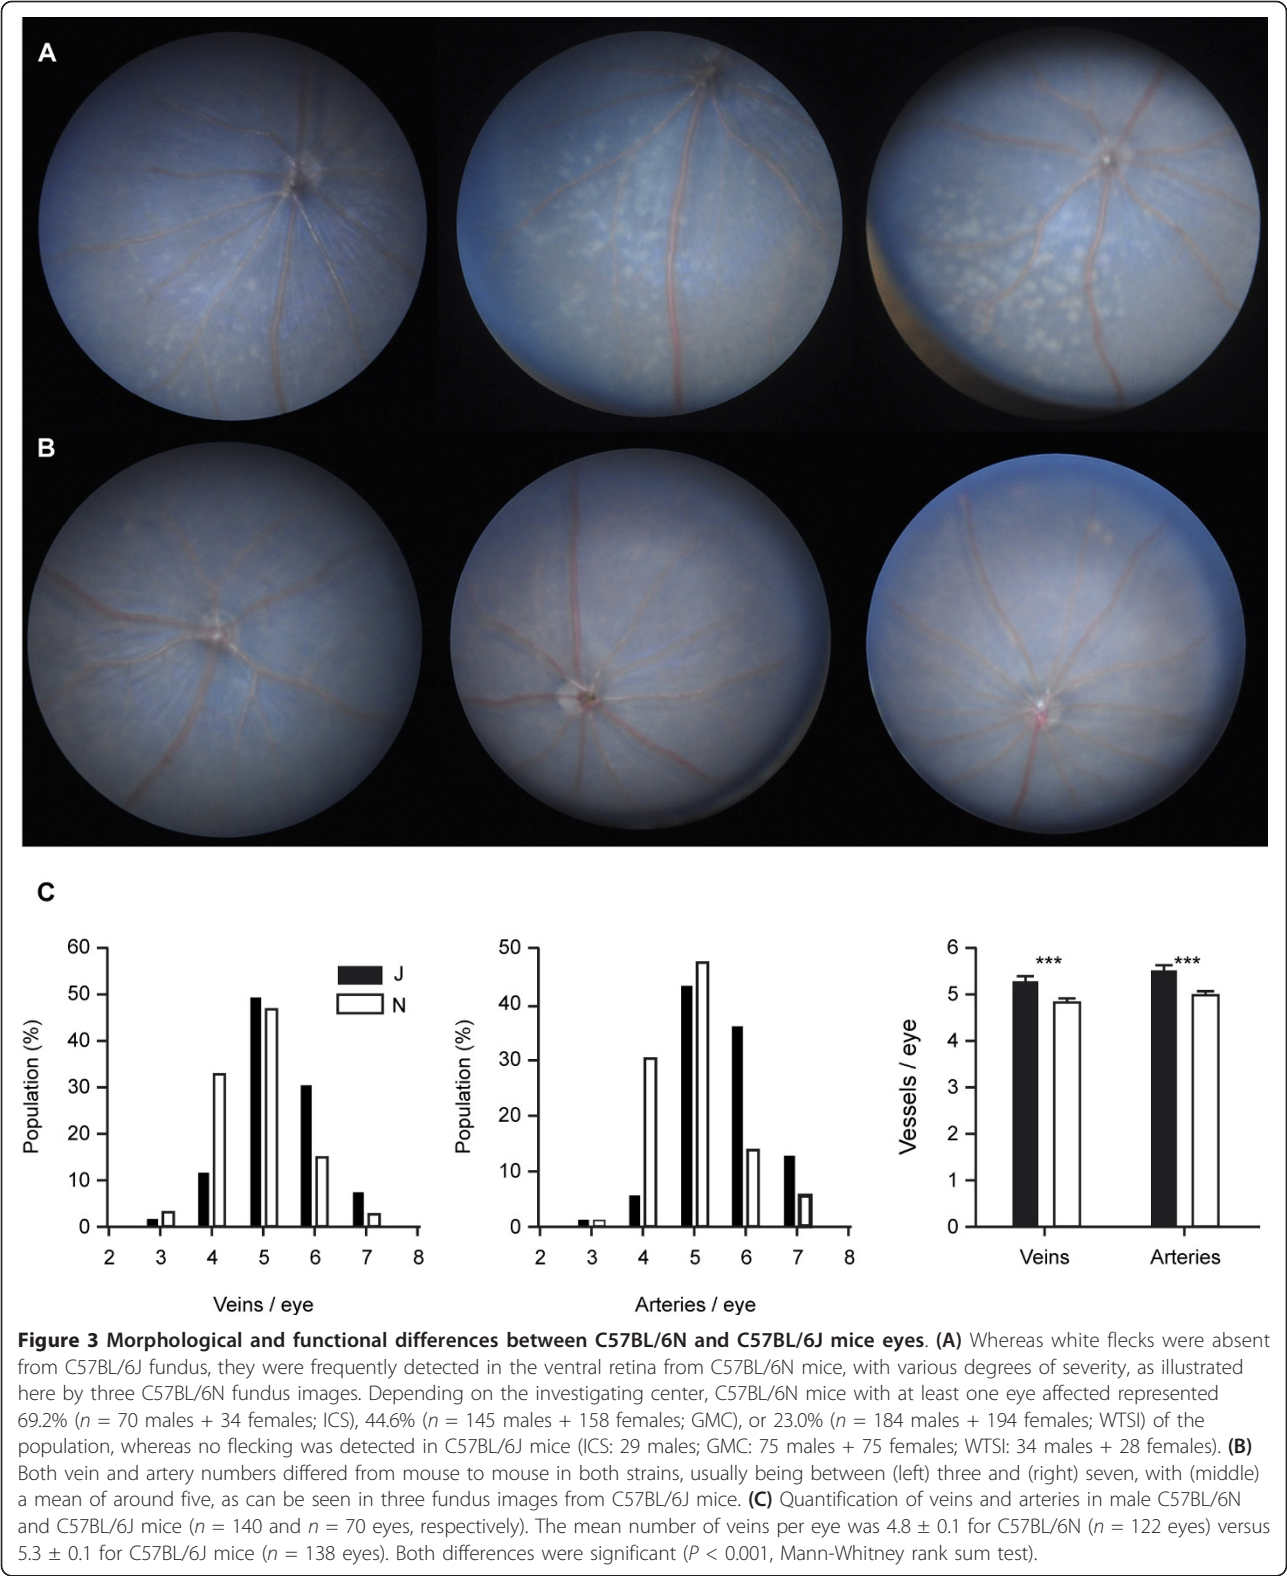 A
B
C
60
50
40
30
20
10
0
Population (%)
J
N
2 3 4 5 6 7 8
Veins / eye
50
40
30
20
10
0
Population (%)
2 3 4 5 6 7 8
Arteries / eye
6
5
4
3
2
1
0
Vessels / eye
*** ***
Veins Arteries
Figure 3 Morphological and functional differences between C57BL/6N and C57BL/6J mice eyes. (A) Whereas white flecks were absent
from C57BL/6J fundus, they were frequently detected in the ventral retina from C57BL/6N mice, with various degrees of severity, as illustrated
here by three C57BL/6N fundus images. Depending on the investigating center, C57BL/6N mice with at least one eye affected represented
69.2% (n = 70 males + 34 females; ICS), 44.6% (n = 145 males + 158 females; GMC), or 23.0% (n = 184 males + 194 females; WTSI) of the
population, whereas no flecking was detected in C57BL/6J mice (ICS: 29 males; GMC: 75 males + 75 females; WTSI: 34 males + 28 females). (B)
Both vein and artery numbers differed from mouse to mouse in both strains, usually being between (left) three and (right) seven, with (middle)
a mean of around five, as can be seen in three fundus images from C57BL/6J mice. (C) Quantification of veins and arteries in male C57BL/6N
and C57BL/6J mice (n = 140 and n = 70 eyes, respectively). The mean number of veins per eye was 4.8 ± 0.1 for C57BL/6N (n = 122 eyes) versus
5.3 ± 0.1 for C57BL/6J mice (n = 138 eyes). Both differences were significant (P < 0.001, Mann-Whitney rank sum test).